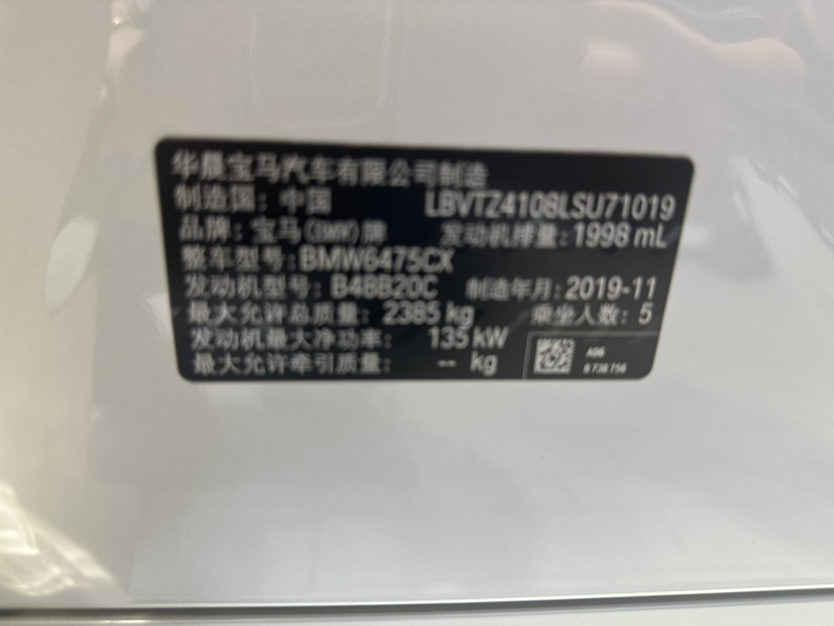 华晨宝马汽车有限公司制造
制造国：中国 LBVTZ4108LSU71019
品牌：宝马(BMW)牌 发动机排量：1998 mL
整车型号：BMW6475CX
发动机型号：B48B20C 制造年月：2019-11
最大允许总质量：2385 kg 乘坐人数：5
发动机最大净功率：135 kW
最大允许牵引质量：-- kg